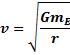 v = √(Gm_E / r)